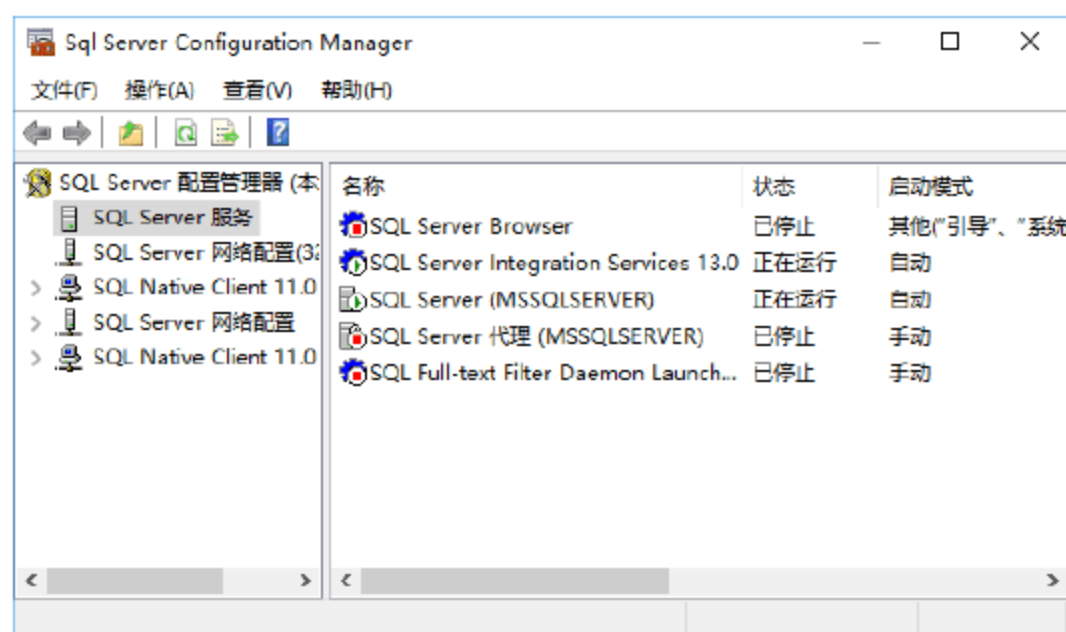 Sql Server Configuration Manager
文件(F) 操作(A) 查看(V) 帮助(H)
SQL Server 配置管理器 (本
SQL Server 服务
SQL Server 网络配置(32
SQL Native Client 11.0
SQL Server 网络配置
SQL Native Client 11.0
名称 状态 启动模式
SQL Server Browser 已停止 其他("引导"、"系统
SQL Server Integration Services 13.0 正在运行 自动
SQL Server (MSSQLSERVER) 正在运行 自动
SQL Server 代理 (MSSQLSERVER) 已停止 手动
SQL Full-text Filter Daemon Launch... 已停止 手动